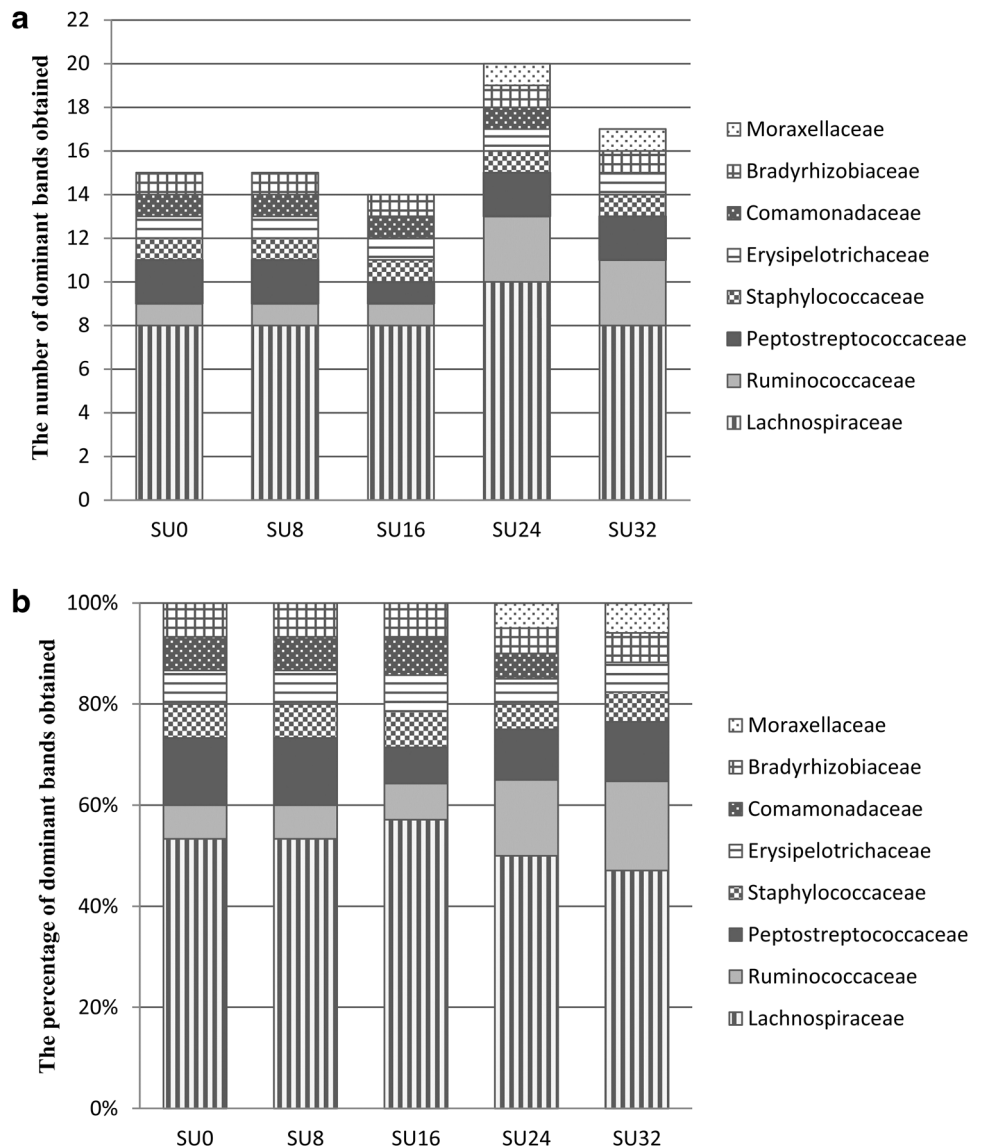 a
The number of dominant bands obtained
22
20
18
16
14
12
10
8
6
4
2
0
SU0 SU8 SU16 SU24 SU32
Moraxellaceae
Bradyrhizobiaceae
Comamonadaceae
Erysipelotrichaceae
Staphylococcaceae
Peptostreptococcaceae
Ruminococcaceae
Lachnospiraceae
b
The percentage of dominant bands obtained
100%
80%
60%
40%
20%
0%
SU0 SU8 SU16 SU24 SU32
Moraxellaceae
Bradyrhizobiaceae
Comamonadaceae
Erysipelotrichaceae
Staphylococcaceae
Peptostreptococcaceae
Ruminococcaceae
Lachnospiraceae